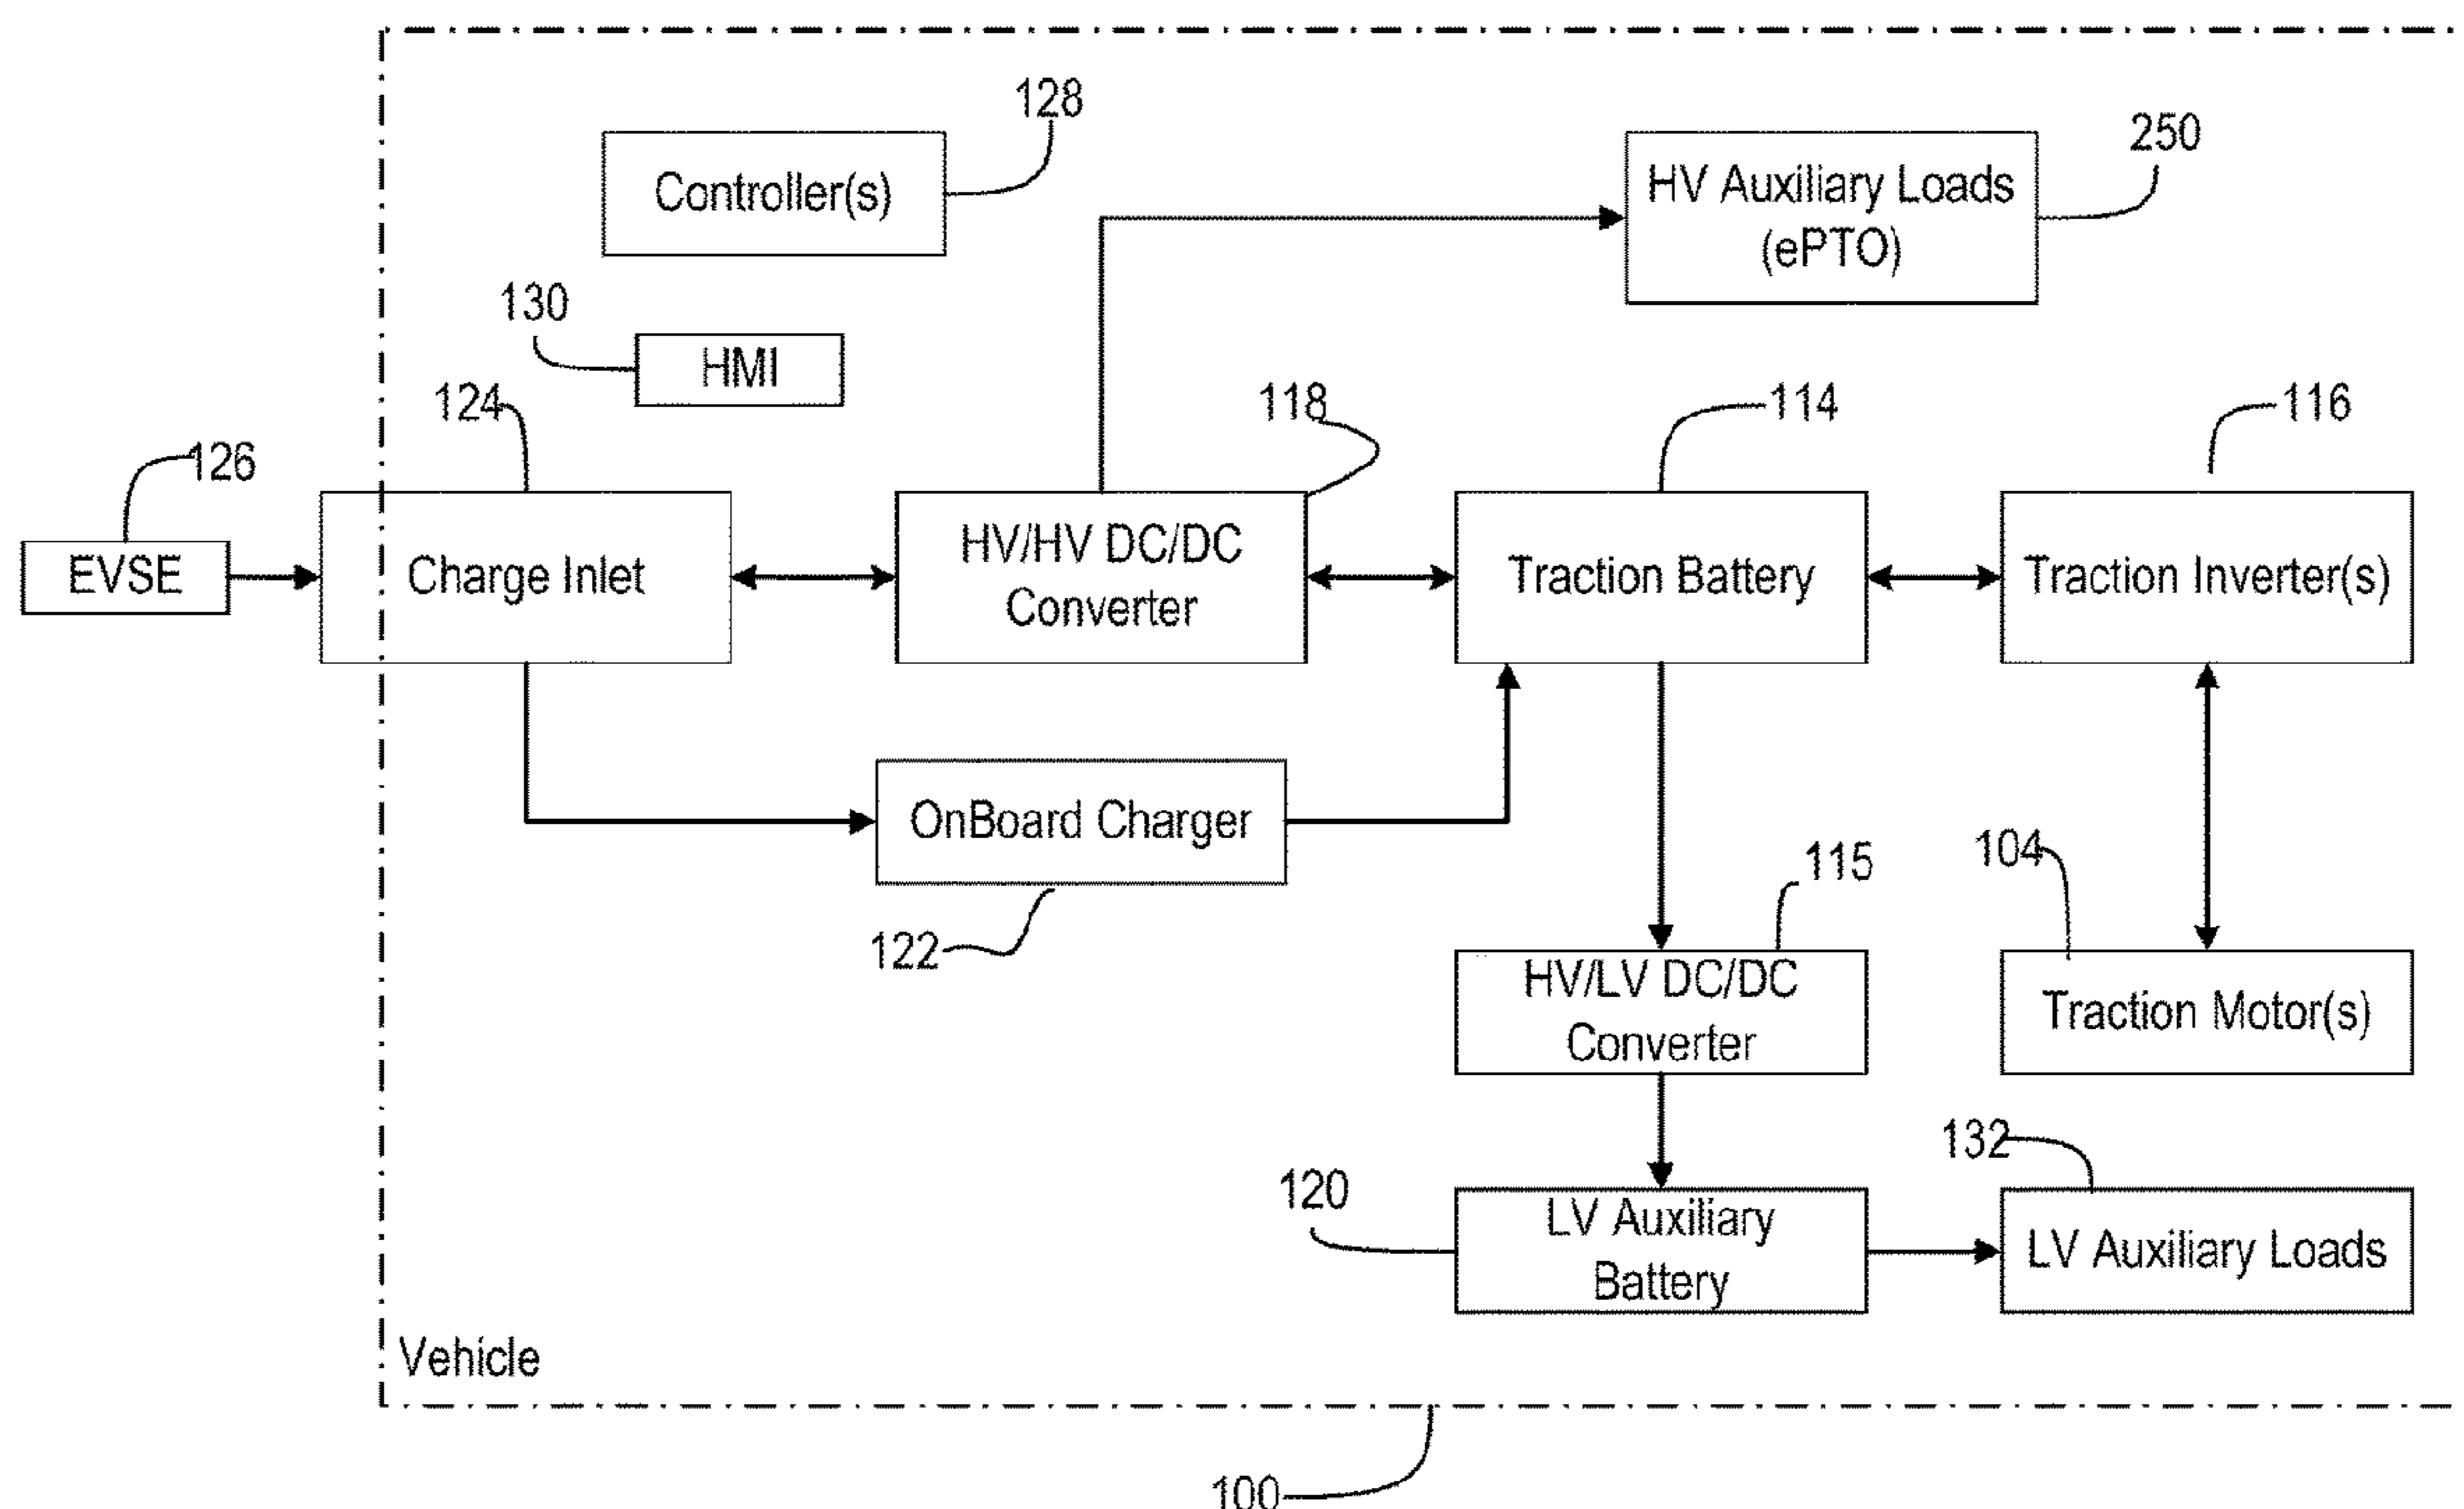 128
Controller(s)
250
HV Auxiliary Loads
(ePTO)
130
HMI
124
118
114
116
126
EVSE
Charge Inlet
HV/HV DC/DC
Converter
Traction Battery
Traction Inverter(s)
OnBoard Charger
122
115
104
HV/LV DC/DC
Converter
Traction Motor(s)
132
120
LV Auxiliary
Battery
LV Auxiliary Loads
Vehicle
100